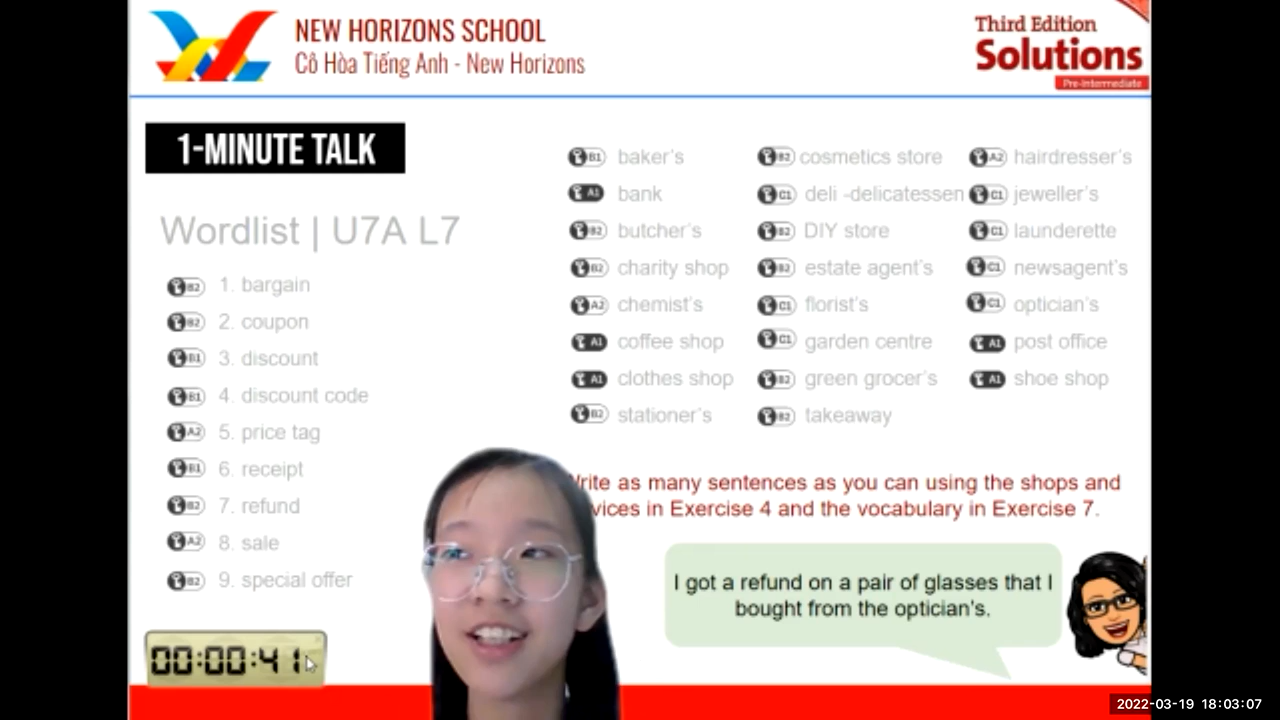 NEW HORIZONS SCHOOL
Cô Hòa Tiếng Anh - New Horizons
Third Edition
Solutions
Pre-Intermediate
1-MINUTE TALK
Wordlist | U7A L7
B2 1. bargain
B2 2. coupon
B1 3. discount
B1 4. discount code
A2 5. price tag
B1 6. receipt
B2 7. refund
A2 8. sale
B2 9. special offer
B1 baker's
A1 bank
B2 butcher's
B2 charity shop
A2 chemist's
A1 coffee shop
A1 clothes shop
B2 stationer's
B2 cosmetics store
C1 deli -delicatessen
B2 DIY store
B2 estate agent's
C1 florist's
C1 garden centre
B2 green grocer's
B2 takeaway
A2 hairdresser's
C1 jeweller's
C1 launderette
C1 newsagent's
C1 optician's
A1 post office
A1 shoe shop
Write as many sentences as you can using the shops and
vices in Exercise 4 and the vocabulary in Exercise 7.
I got a refund on a pair of glasses that I
bought from the optician's.
00:00:41
2022-03-19 18:03:07